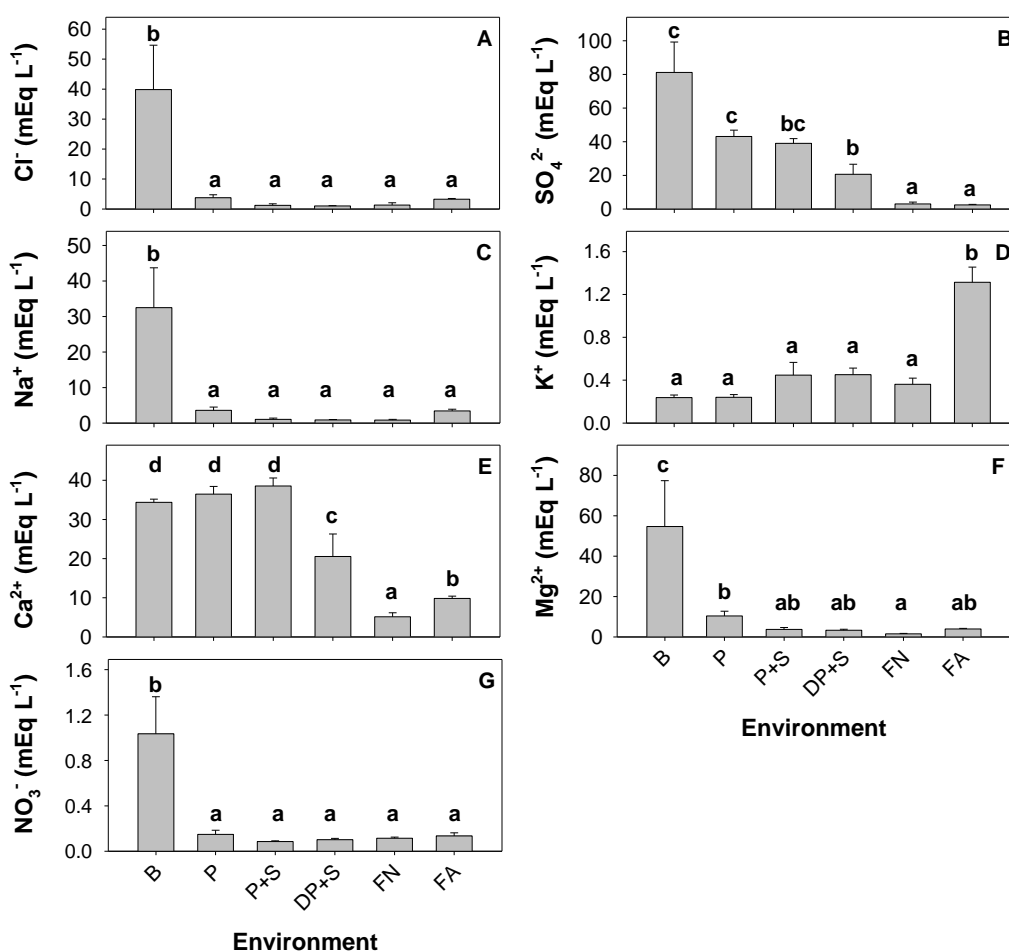 A
Cl- (mEq L-1)
60
50
40
30
20
10
0
b
a
a
a
a
a
B
SO4 2- (mEq L-1)
100
80
60
40
20
0
c
c
bc
b
a
a
C
Na+ (mEq L-1)
50
40
30
20
10
0
b
a
a
a
a
a
D
K+ (mEq L-1)
1.6
1.2
0.8
0.4
0.0
a
a
a
a
a
b
E
Ca2+ (mEq L-1)
40
30
20
10
0
d
d
d
c
a
b
F
Mg2+ (mEq L-1)
80
60
40
20
0
c
b
ab
ab
a
ab
B
P
P+S
DP+S
FN
FA
Environment
G
NO3- (mEq L-1)
1.6
1.2
0.8
0.4
0.0
b
a
a
a
a
a
B
P
P+S
DP+S
FN
FA
Environment